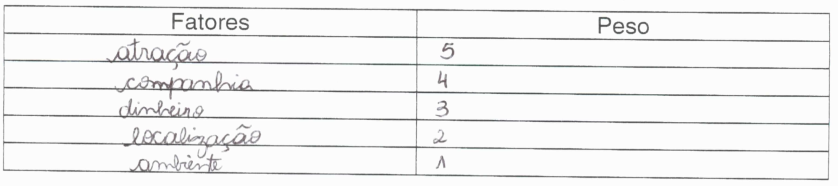 Fatores Peso
atração 5
companhia 4
dinheiro 3
localização 2
ambiente 1